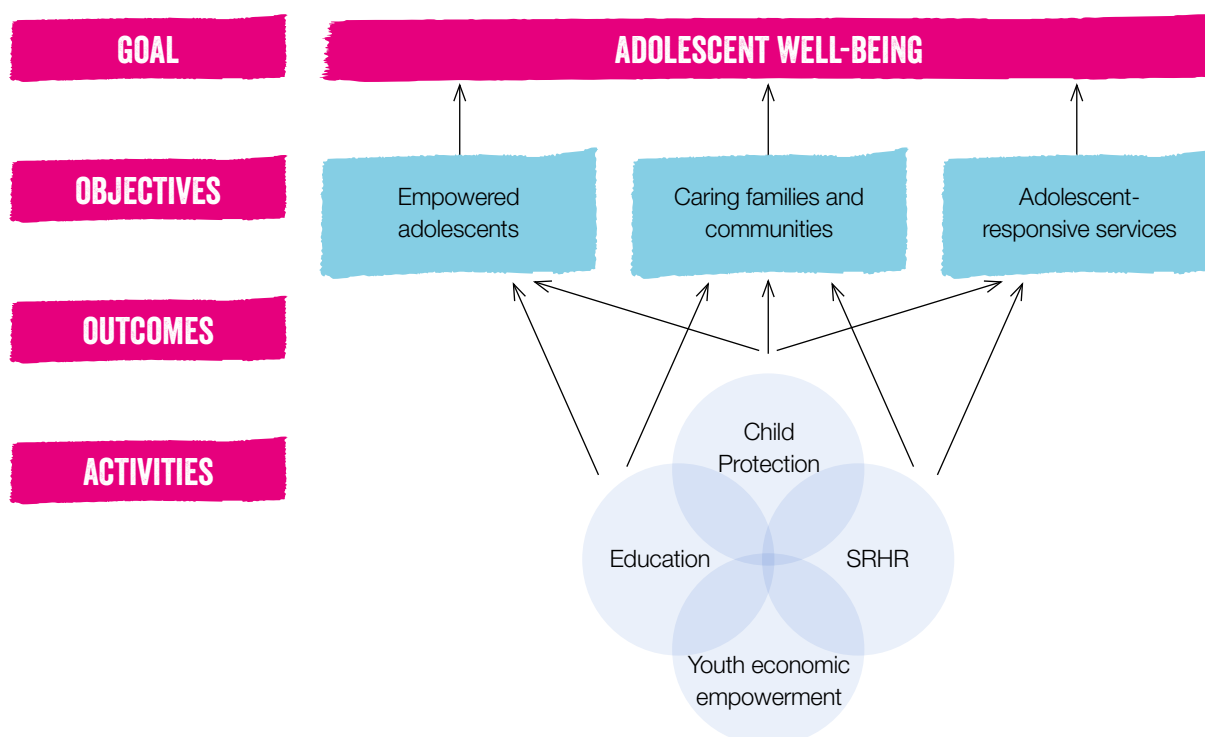 GOAL
ADOLESCENT WELL-BEING
OBJECTIVES
Empowered
adolescents
Caring families and
communities
Adolescent-
responsive services
OUTCOMES
ACTIVITIES
Child
Protection
Education
SRHR
Youth economic
empowerment